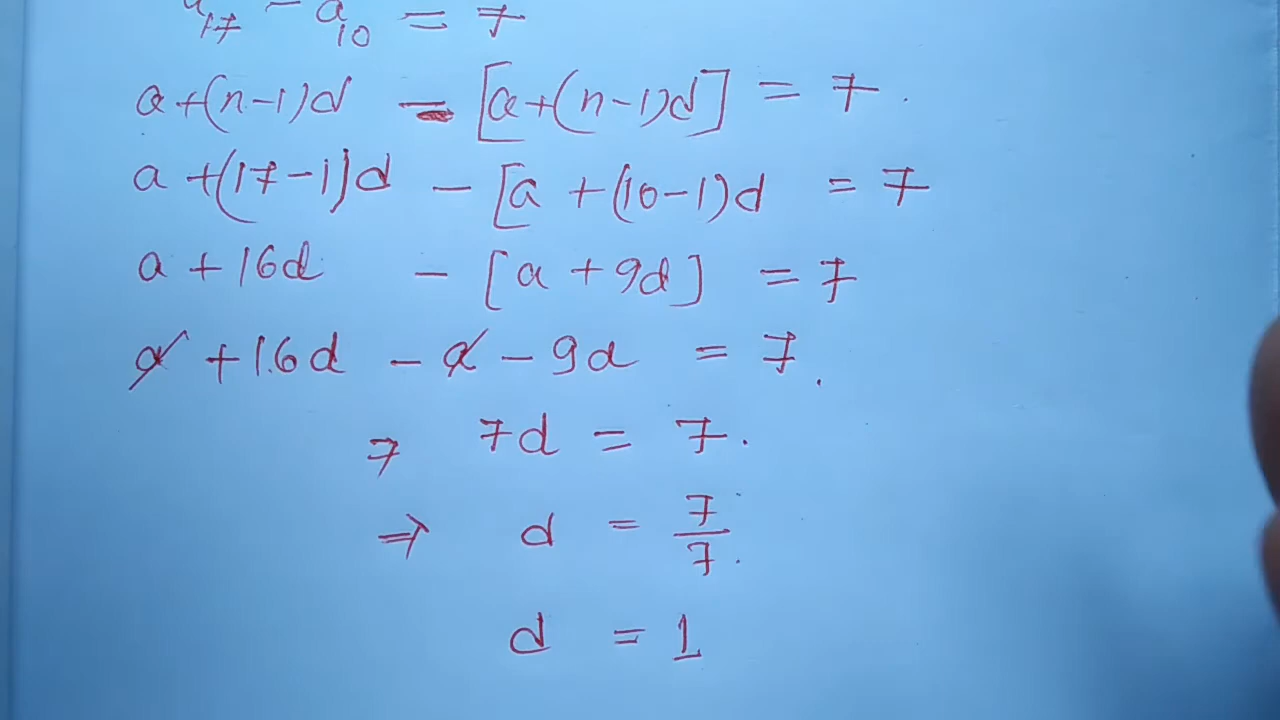 a₁₇ - a₁₀ = 7
a+(n-1)d - [a+(n-1)d] = 7.
a+(17-1)d - [a+(10-1)d = 7
a+16d - [a+9d] = 7
a+16d - a - 9d = 7.
⇒ 7d = 7.
⇒ d = 7/7.
d = 1